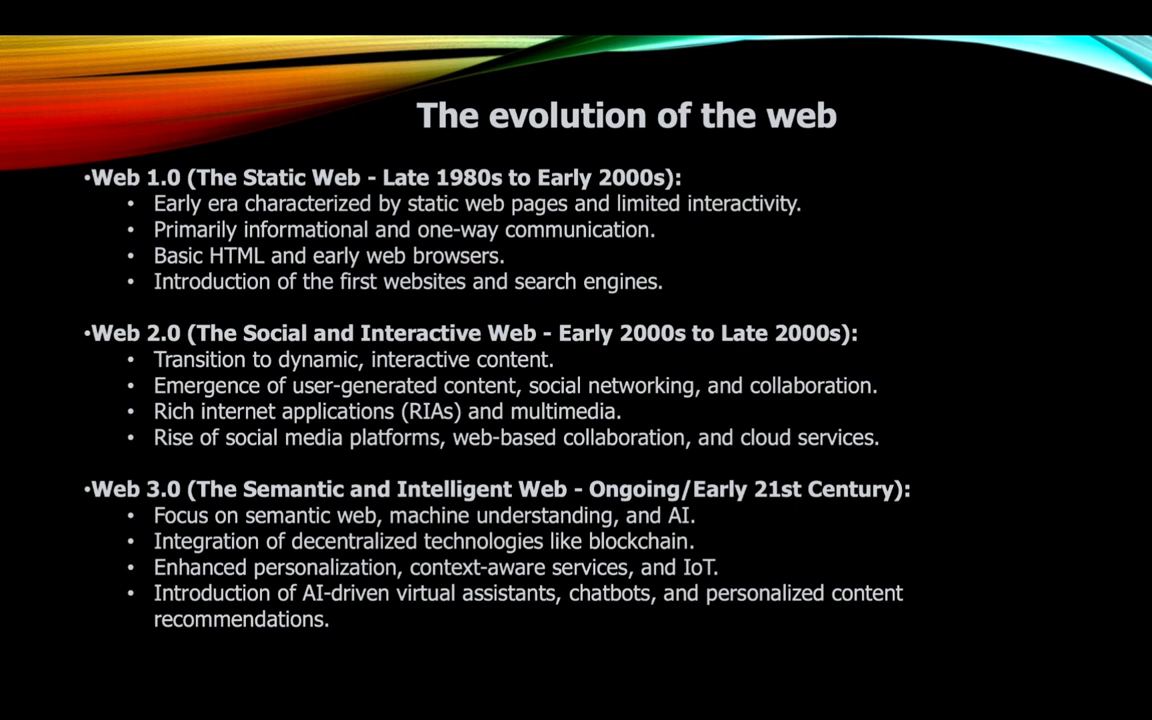 The evolution of the web
•Web 1.0 (The Static Web - Late 1980s to Early 2000s):
• Early era characterized by static web pages and limited interactivity.
• Primarily informational and one-way communication.
• Basic HTML and early web browsers.
• Introduction of the first websites and search engines.
•Web 2.0 (The Social and Interactive Web - Early 2000s to Late 2000s):
• Transition to dynamic, interactive content.
• Emergence of user-generated content, social networking, and collaboration.
• Rich internet applications (RIAs) and multimedia.
• Rise of social media platforms, web-based collaboration, and cloud services.
•Web 3.0 (The Semantic and Intelligent Web - Ongoing/Early 21st Century):
• Focus on semantic web, machine understanding, and AI.
• Integration of decentralized technologies like blockchain.
• Enhanced personalization, context-aware services, and IoT.
• Introduction of AI-driven virtual assistants, chatbots, and personalized content
recommendations.